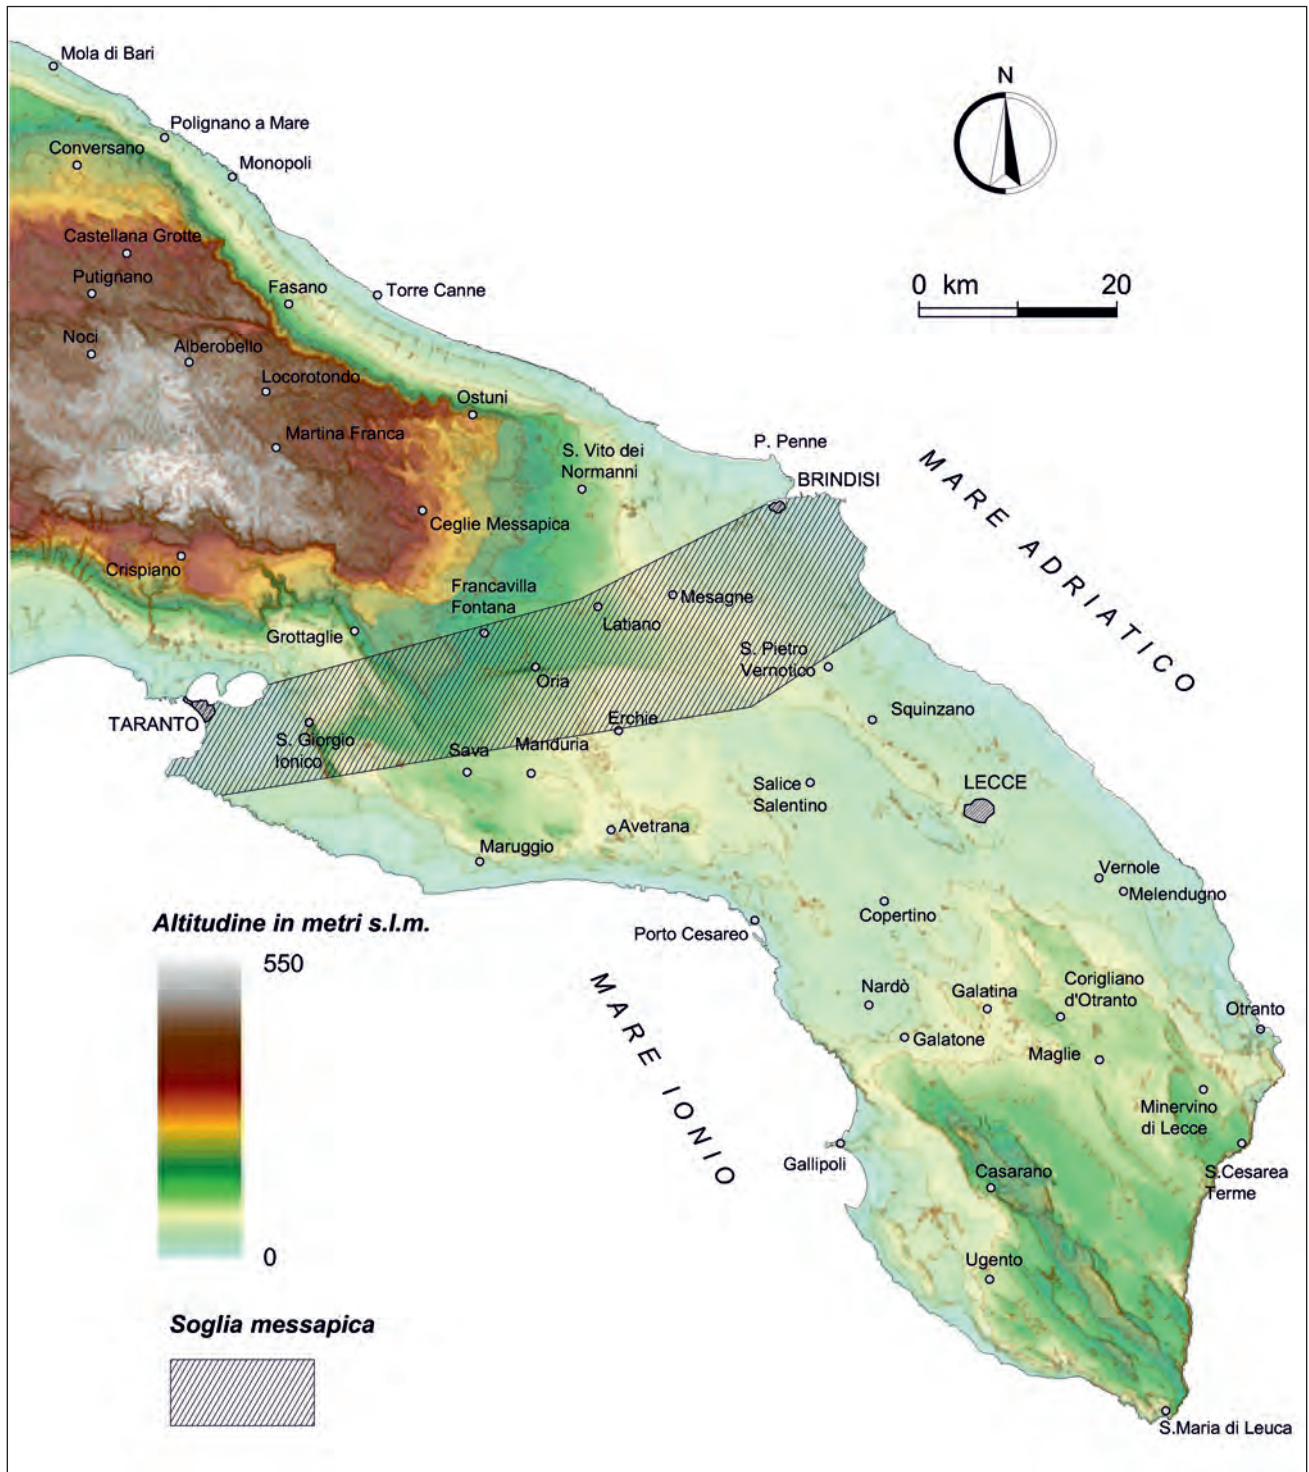 Mola di Bari
N
Polignano a Mare
Conversano
Monopoli
Castellana Grotte
Putignano
Fasano
Torre Canne
0 km 20
Noci
Alberobello
Locorotondo
Ostuni
Martina Franca
P. Penne
S. Vito dei
Normanni
BRINDISI
MARE ADRIATICO
Ceglie Messapica
Crispiano
Francavilla
Fontana
Mesagne
Latiano
Grottaglie
S. Pietro
Vernotico
Oria
TARANTO
Squinzano
Erchie
S. Giorgio
Ionico
Sava
Manduria
Salice
Salentino
LECCE
Avetrana
Maruggio
Vernole
Melendugno
Copertino
Porto Cesareo
Altitudine in metri s.l.m.
550
0
MARE IONIO
Nardò
Galatina
Corigliano
d'Otranto
Otranto
Galatone
Maglie
Minervino
di Lecce
Gallipoli
Casarano
S.Cesarea
Terme
Ugento
Soglia messapica
S.Maria di Leuca